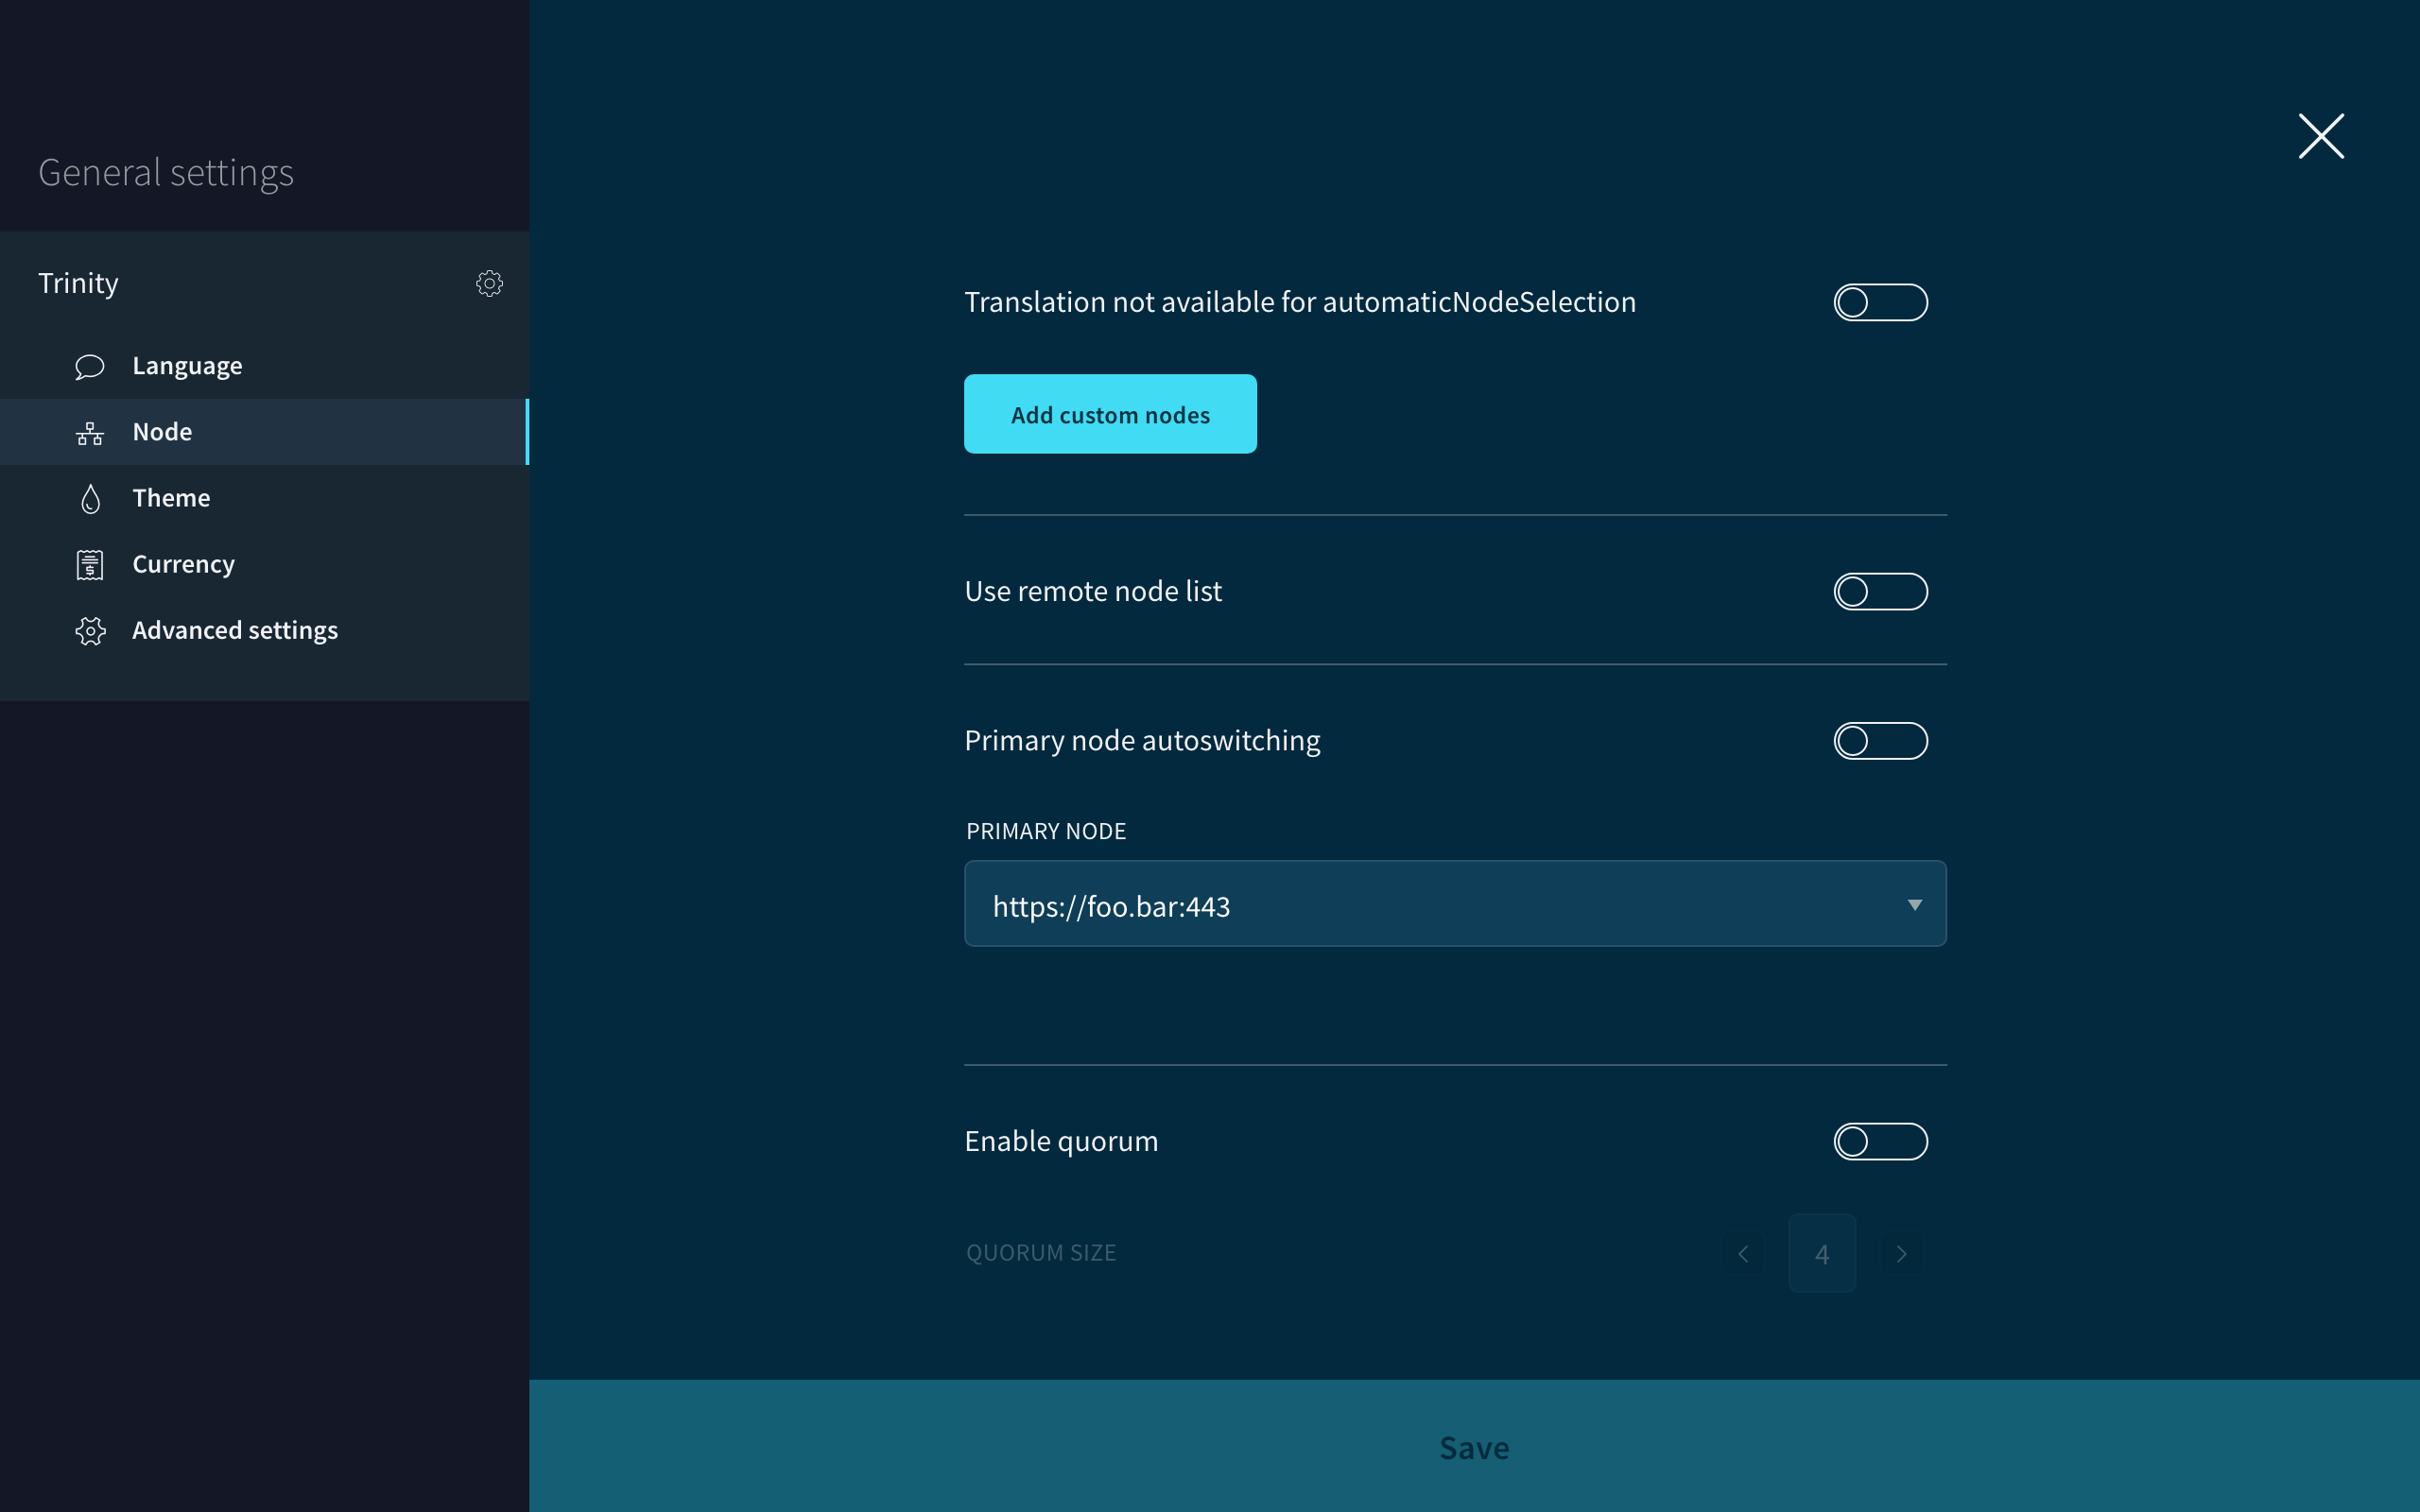 General settings
Trinity
Language
Node
Theme
Currency
Advanced settings
Translation not available for automaticNodeSelection
Add custom nodes
Use remote node list
Primary node autoswitching
PRIMARY NODE
https://foo.bar:443
Enable quorum
QUORUM SIZE
4
Save